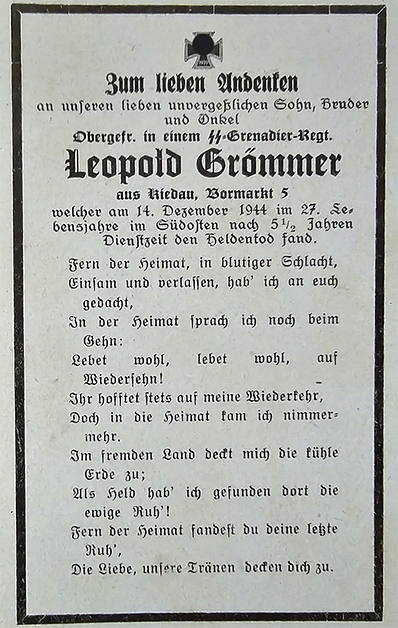 Zum lieben Andenken
an unseren lieben unvergeßlichen Sohn, Bruder
und Onkel
Obergefr. in einem ᛋᛋ-Grenadier-Regt.
Leopold Grömmer
aus Riedau, Vormarkt 5
welcher am 14. Dezember 1944 im 27. Le-
bensjahre im Südosten nach 5½ Jahren
Dienstzeit den Heldentod fand.
Fern der Heimat, in blutiger Schlacht,
Einsam und verlassen, hab' ich an euch
gedacht,
In der Heimat sprach ich noch beim
Gehn:
Lebet wohl, lebet wohl, auf
Wiedersehn!
Ihr hofftet stets auf meine Wiederkehr,
Doch in die Heimat kam ich nimmer-
mehr.
Im fremden Land deckt mich die kühle
Erde zu;
Als Held hab' ich gefunden dort die
ewige Ruh'!
Fern der Heimat fandest du deine letzte
Ruh',
Die Liebe, unsere Tränen decken dich zu.